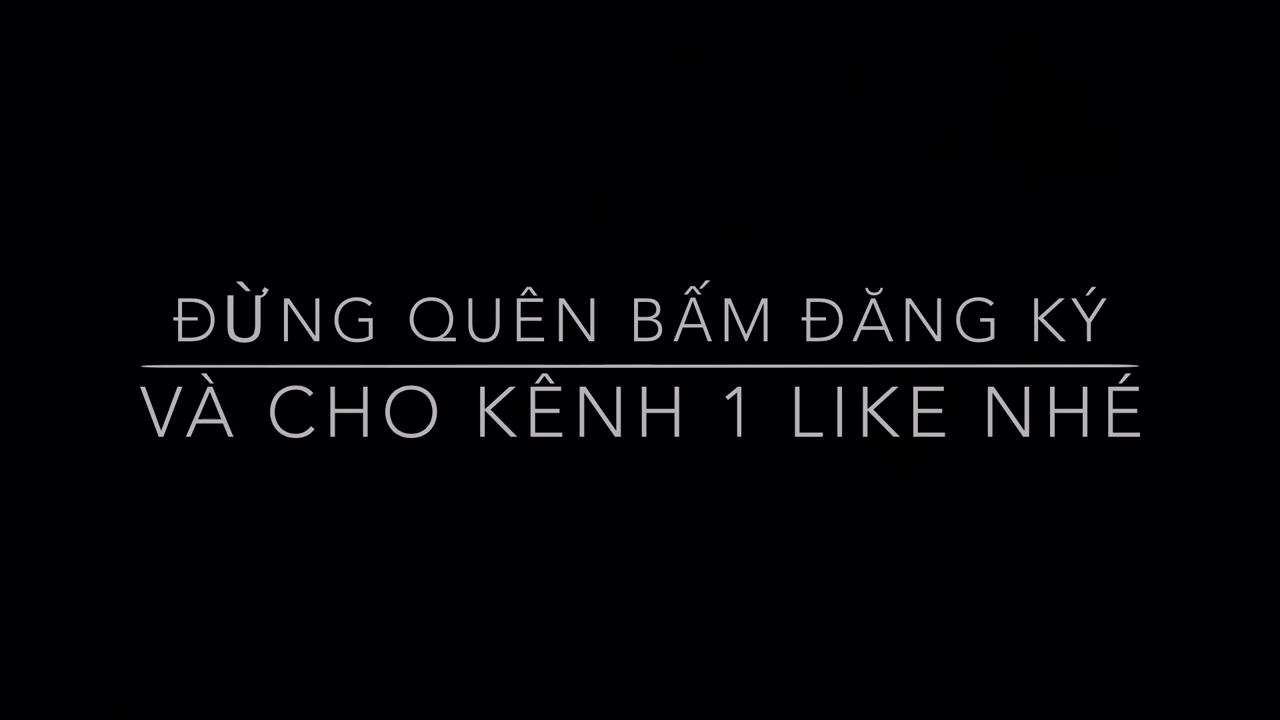 ĐỪNG QUÊN BẤM ĐĂNG KÝ
VÀ CHO KÊNH 1 LIKE NHÉ